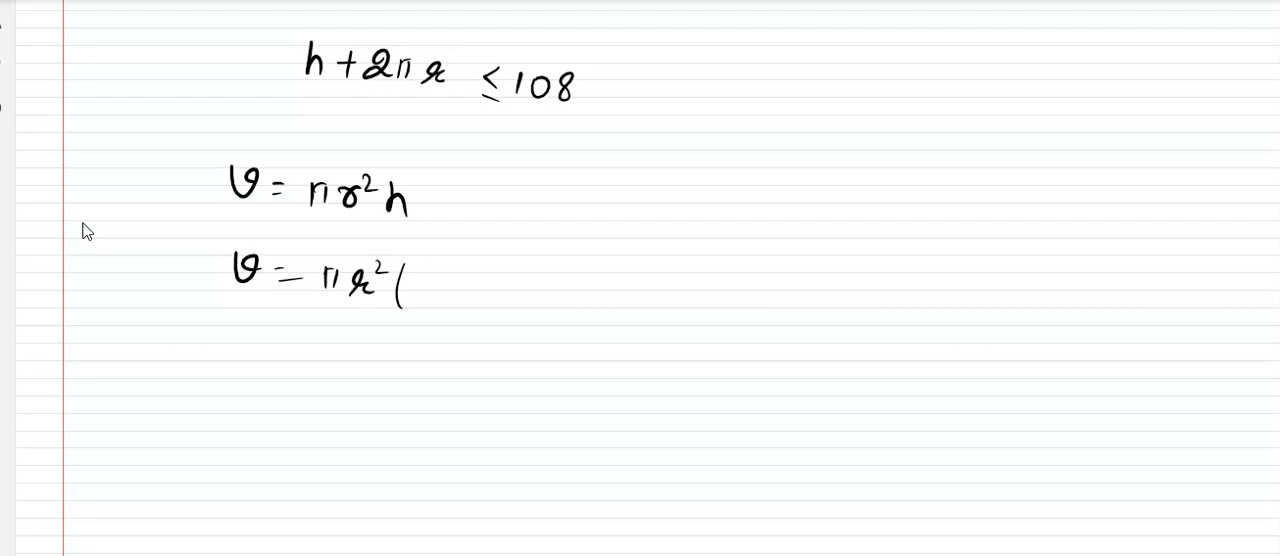 h + 2πr ≤ 108
V = πr²h
V = πr²(